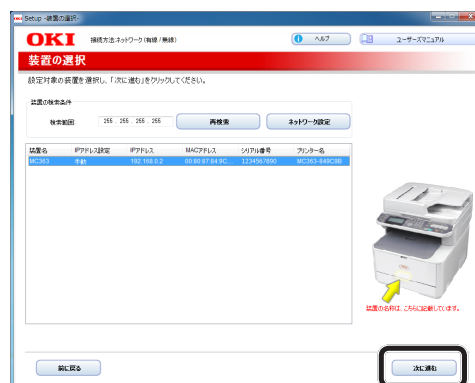 Setup -装置の選択-
OKI 接続方法:ネットワーク(有線/無線) ヘルプ ユーザーズマニュアル
装置の選択
設定対象の装置を選択し、「次に進む」をクリックしてください。
装置の検索条件
検索範囲: 255 . 255 . 255 . 255 再検索 ネットワーク設定
装置名 IPアドレス設定 IPアドレス MACアドレス シリアル番号 プリンター名
MC363 手動 192.168.0.2 00:80:87:84:9C... 1234567890 MC363-849C9B
装置の名称は、こちらに記載しています。
前に戻る 次に進む